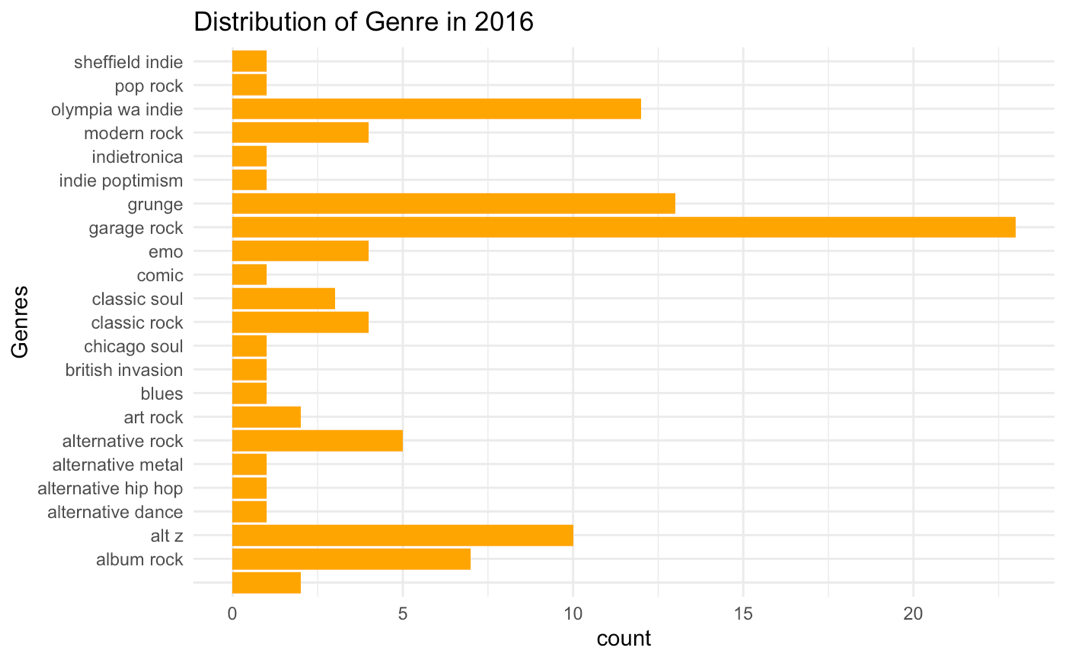 Distribution of Genre in 2016
Genres
sheffield indie
pop rock
olympia wa indie
modern rock
indietronica
indie poptimism
grunge
garage rock
emo
comic
classic soul
classic rock
chicago soul
british invasion
blues
art rock
alternative rock
alternative metal
alternative hip hop
alternative dance
alt z
album rock
0 5 10 15 20
count